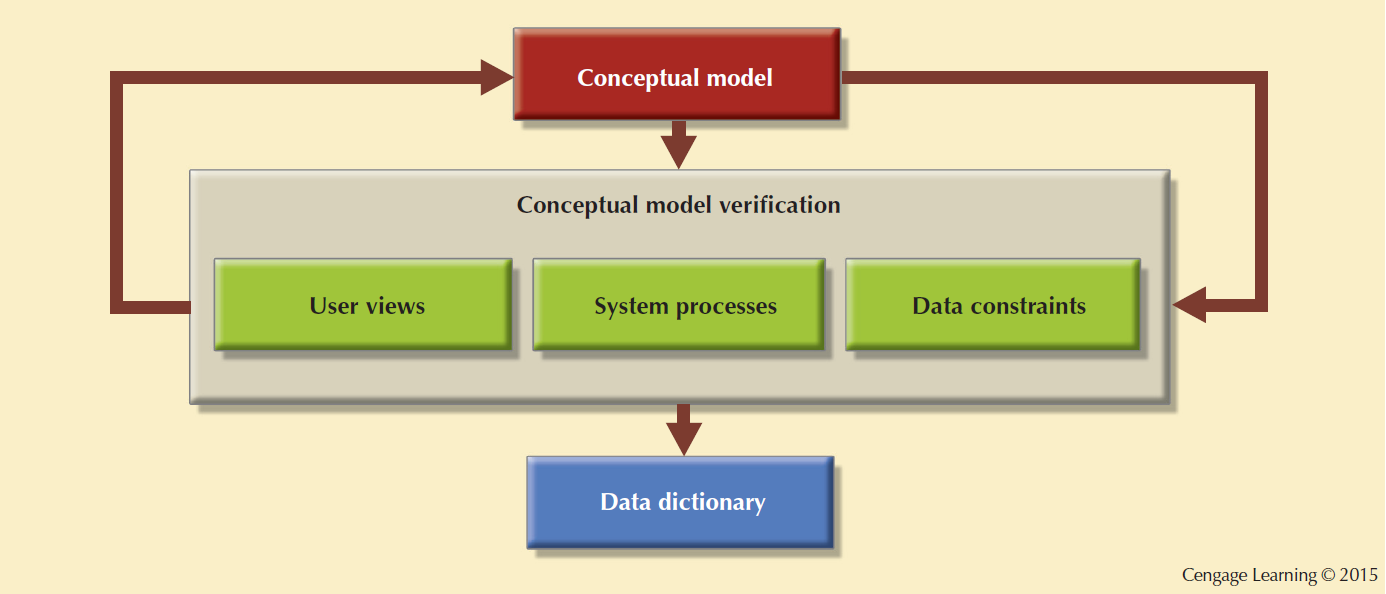 Conceptual model
Conceptual model verification
User views
System processes
Data constraints
Data dictionary
Cengage Learning © 2015